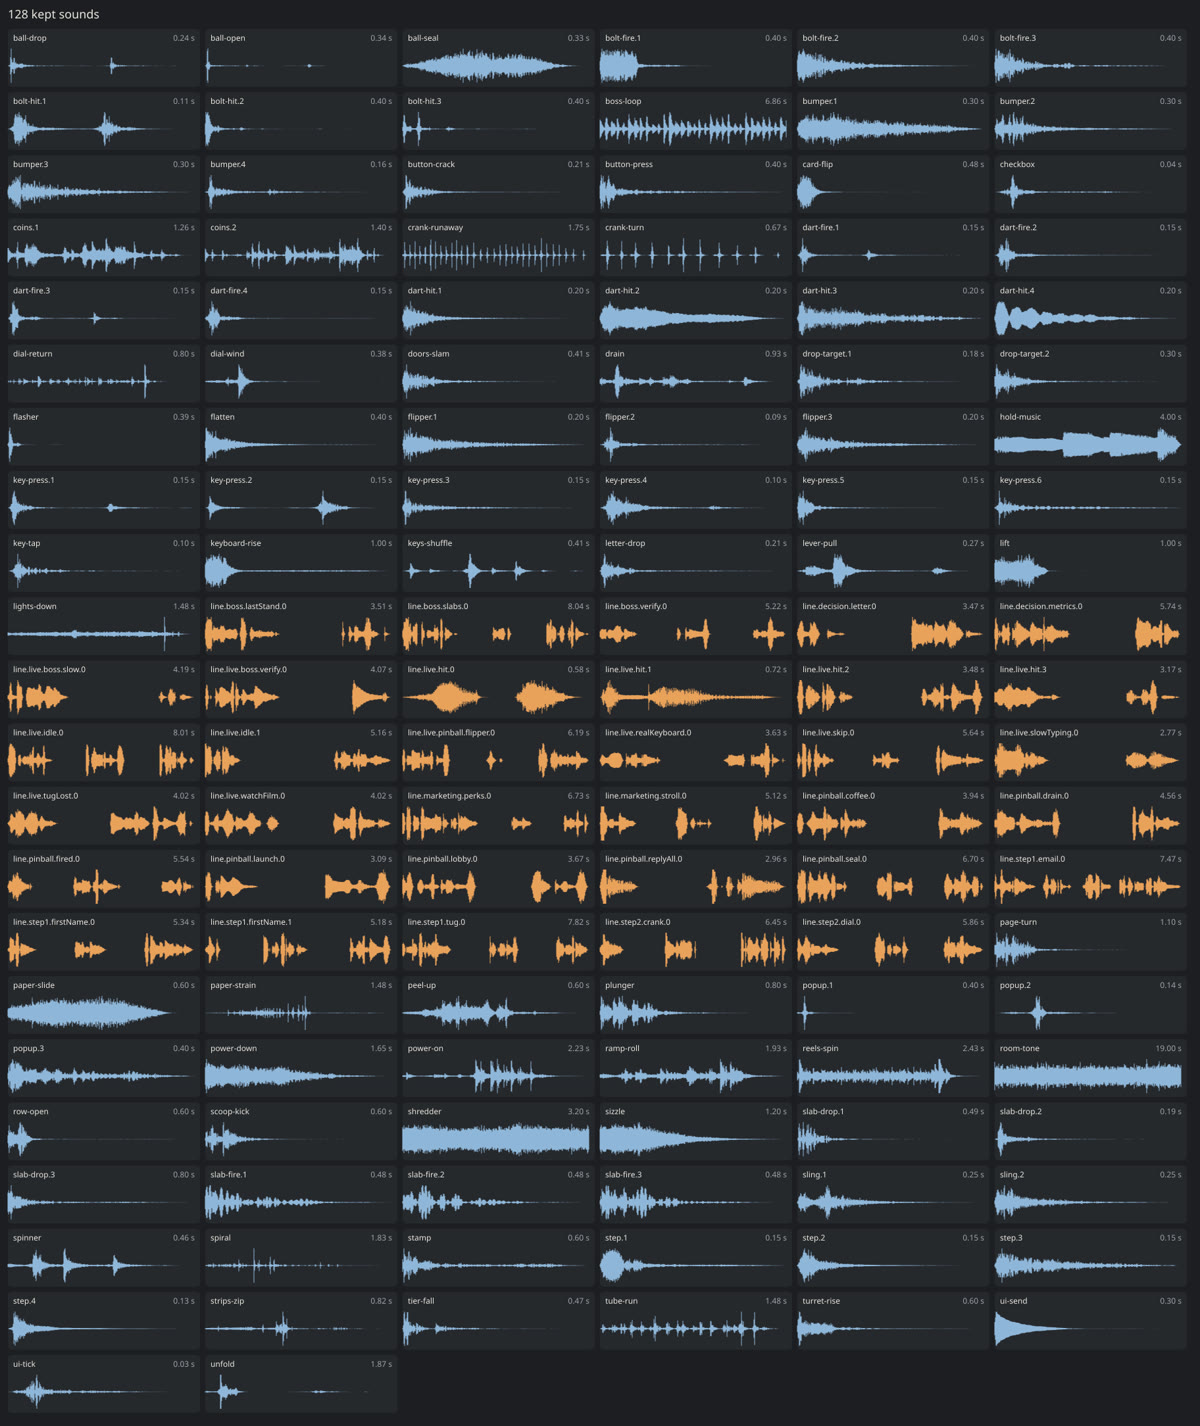 128 kept sounds
ball-drop 0.24 s ball-open 0.34 s ball-seal 0.33 s bolt-fire.1 0.40 s bolt-fire.2 0.40 s bolt-fire.3 0.40 s
bolt-hit.1 0.11 s bolt-hit.2 0.40 s bolt-hit.3 0.40 s boss-loop 6.86 s bumper.1 0.30 s bumper.2 0.30 s
bumper.3 0.30 s bumper.4 0.16 s button-crack 0.21 s button-press 0.40 s card-flip 0.48 s checkbox 0.04 s
coins.1 1.26 s coins.2 1.40 s crank-runaway 1.75 s crank-turn 0.67 s dart-fire.1 0.15 s dart-fire.2 0.15 s
dart-fire.3 0.15 s dart-fire.4 0.15 s dart-hit.1 0.20 s dart-hit.2 0.20 s dart-hit.3 0.20 s dart-hit.4 0.20 s
dial-return 0.80 s dial-wind 0.38 s doors-slam 0.41 s drain 0.93 s drop-target.1 0.18 s drop-target.2 0.30 s
flasher 0.39 s flatten 0.40 s flipper.1 0.20 s flipper.2 0.09 s flipper.3 0.20 s hold-music 4.00 s
key-press.1 0.15 s key-press.2 0.15 s key-press.3 0.15 s key-press.4 0.10 s key-press.5 0.15 s key-press.6 0.15 s
key-tap 0.10 s keyboard-rise 1.00 s keys-shuffle 0.41 s letter-drop 0.21 s lever-pull 0.27 s lift 1.00 s
lights-down 1.48 s line.boss.lastStand.0 3.51 s line.boss.slabs.0 8.04 s line.boss.verify.0 5.22 s line.decision.letter.0 3.47 s line.decision.metrics.0 5.74 s
line.live.boss.slow.0 4.19 s line.live.boss.verify.0 4.07 s line.live.hit.0 0.58 s line.live.hit.1 0.72 s line.live.hit.2 3.48 s line.live.hit.3 3.17 s
line.live.idle.0 8.01 s line.live.idle.1 5.16 s line.live.pinball.flipper.0 6.19 s line.live.realKeyboard.0 3.63 s line.live.skip.0 5.64 s line.live.slowTyping.0 2.77 s
line.live.tugLost.0 4.02 s line.live.watchFilm.0 4.02 s line.marketing.perks.0 6.73 s line.marketing.stroll.0 5.12 s line.pinball.coffee.0 3.94 s line.pinball.drain.0 4.56 s
line.pinball.fired.0 5.54 s line.pinball.launch.0 3.09 s line.pinball.lobby.0 3.67 s line.pinball.replyAll.0 2.96 s line.pinball.seal.0 6.70 s line.step1.email.0 7.47 s
line.step1.firstName.0 5.34 s line.step1.firstName.1 5.18 s line.step1.tug.0 7.82 s line.step2.crank.0 6.45 s line.step2.dial.0 5.86 s page-turn 1.10 s
paper-slide 0.60 s paper-strain 1.48 s peel-up 0.60 s plunger 0.80 s popup.1 0.40 s popup.2 0.14 s
popup.3 0.40 s power-down 1.65 s power-on 2.23 s ramp-roll 1.93 s reels-spin 2.43 s room-tone 19.00 s
row-open 0.60 s scoop-kick 0.60 s shredder 3.20 s sizzle 1.20 s slab-drop.1 0.49 s slab-drop.2 0.19 s
slab-drop.3 0.80 s slab-fire.1 0.48 s slab-fire.2 0.48 s slab-fire.3 0.48 s sling.1 0.25 s sling.2 0.25 s
spinner 0.46 s spiral 1.83 s stamp 0.60 s step.1 0.15 s step.2 0.15 s step.3 0.15 s
step.4 0.13 s strips-zip 0.82 s tier-fall 0.47 s tube-run 1.48 s turret-rise 0.60 s ui-send 0.30 s
ui-tick 0.03 s unfold 1.87 s